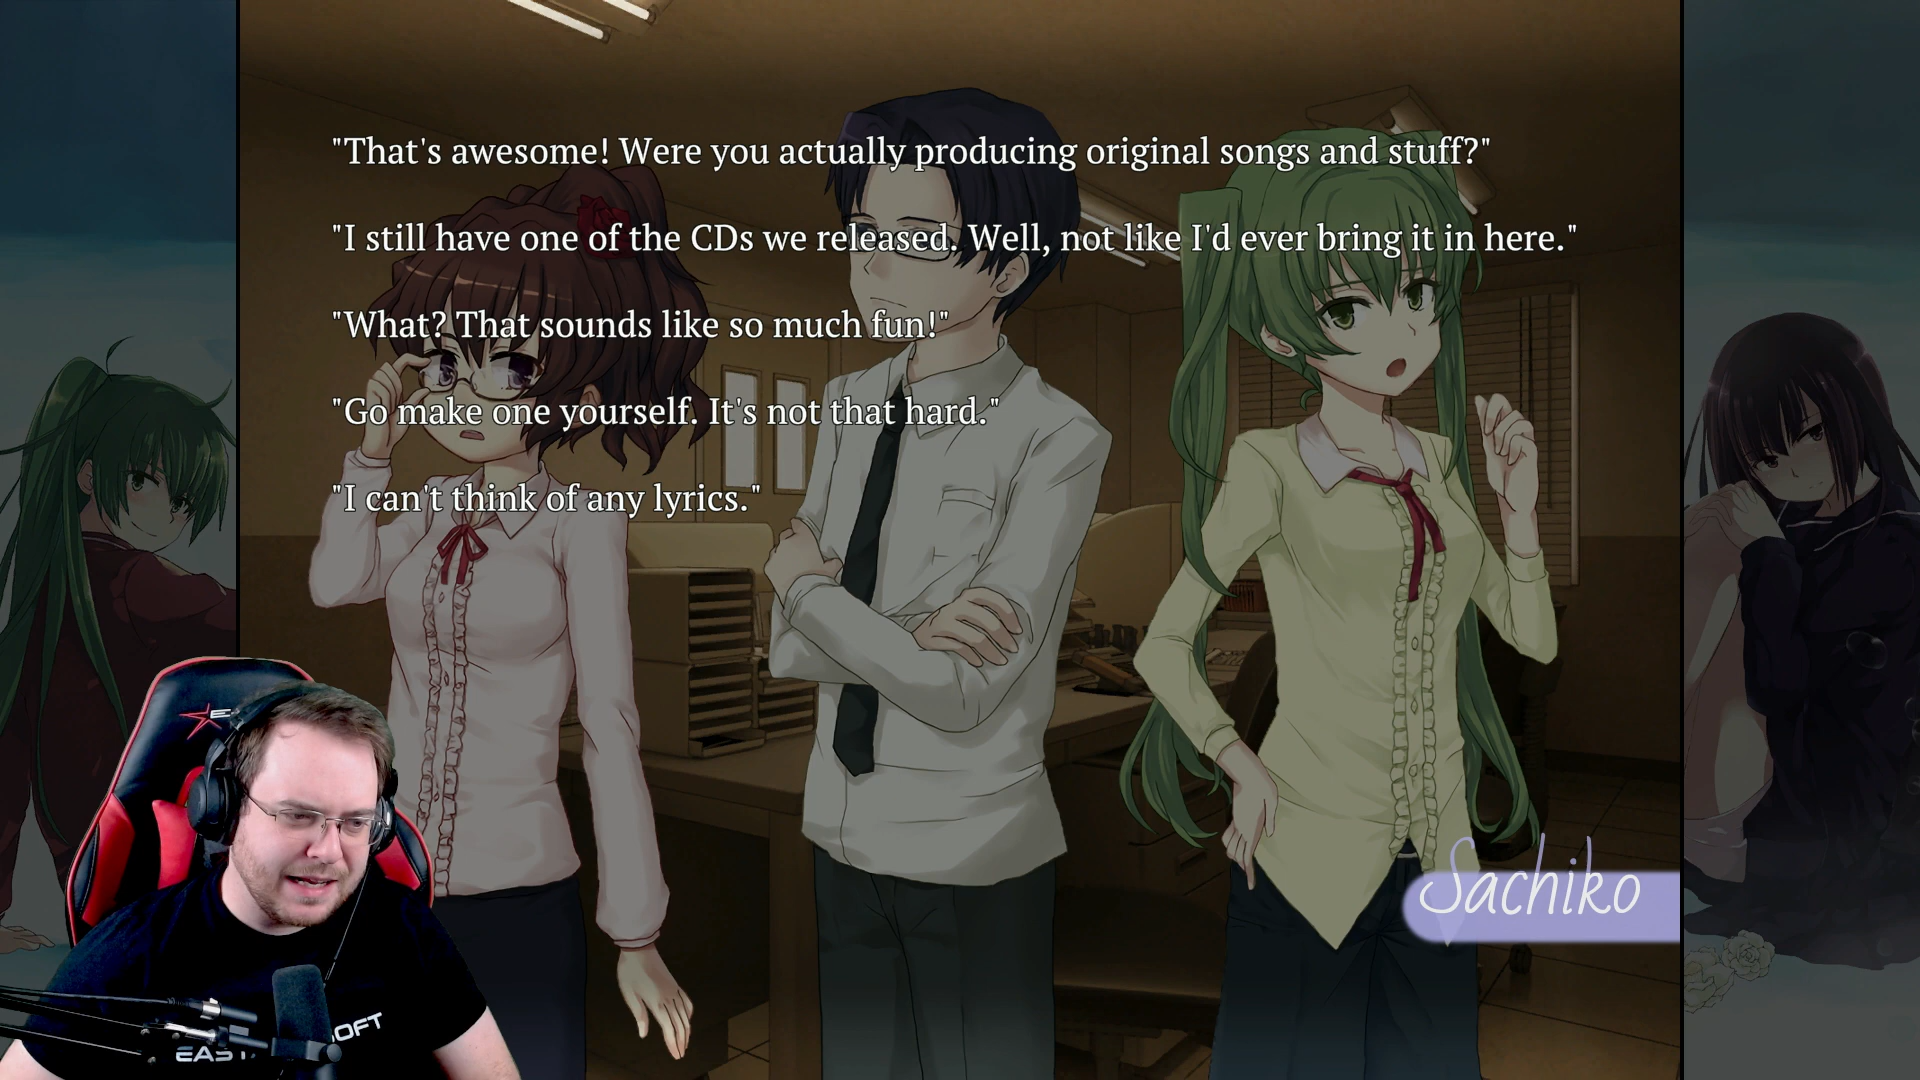 "That's awesome! Were you actually producing original songs and stuff?"
"I still have one of the CDs we released. Well, not like I'd ever bring it in here."
"What? That sounds like so much fun!"
"Go make one yourself. It's not that hard."
"I can't think of any lyrics."
Sachiko